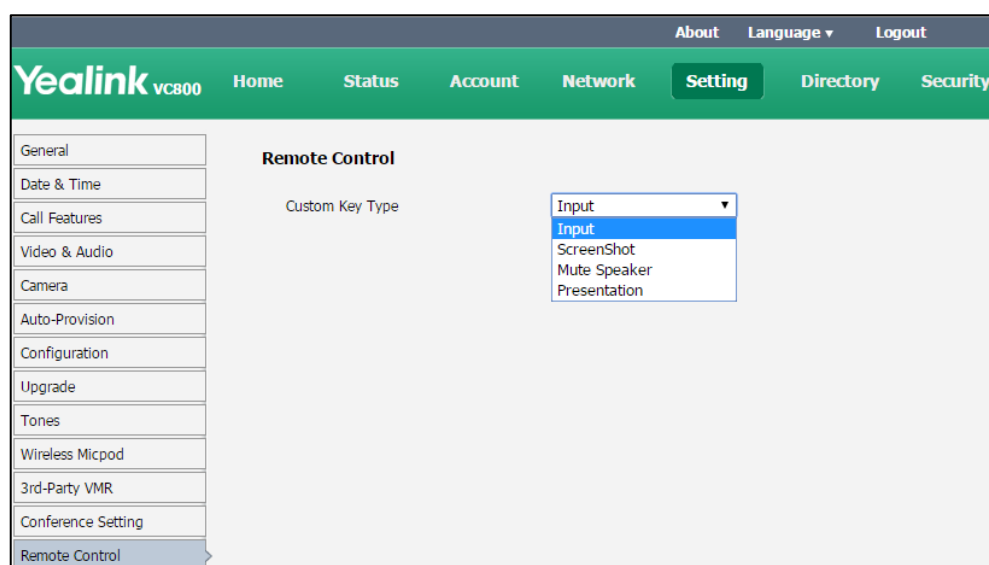 About Language ▾ Logout
Yealink VC800 Home Status Account Network Setting Directory Security
General
Remote Control
Date & Time
Custom Key Type Input ▼
Call Features
Input
Video & Audio
ScreenShot
Mute Speaker
Camera
Presentation
Auto-Provision
Configuration
Upgrade
Tones
Wireless Micpod
3rd-Party VMR
Conference Setting
Remote Control